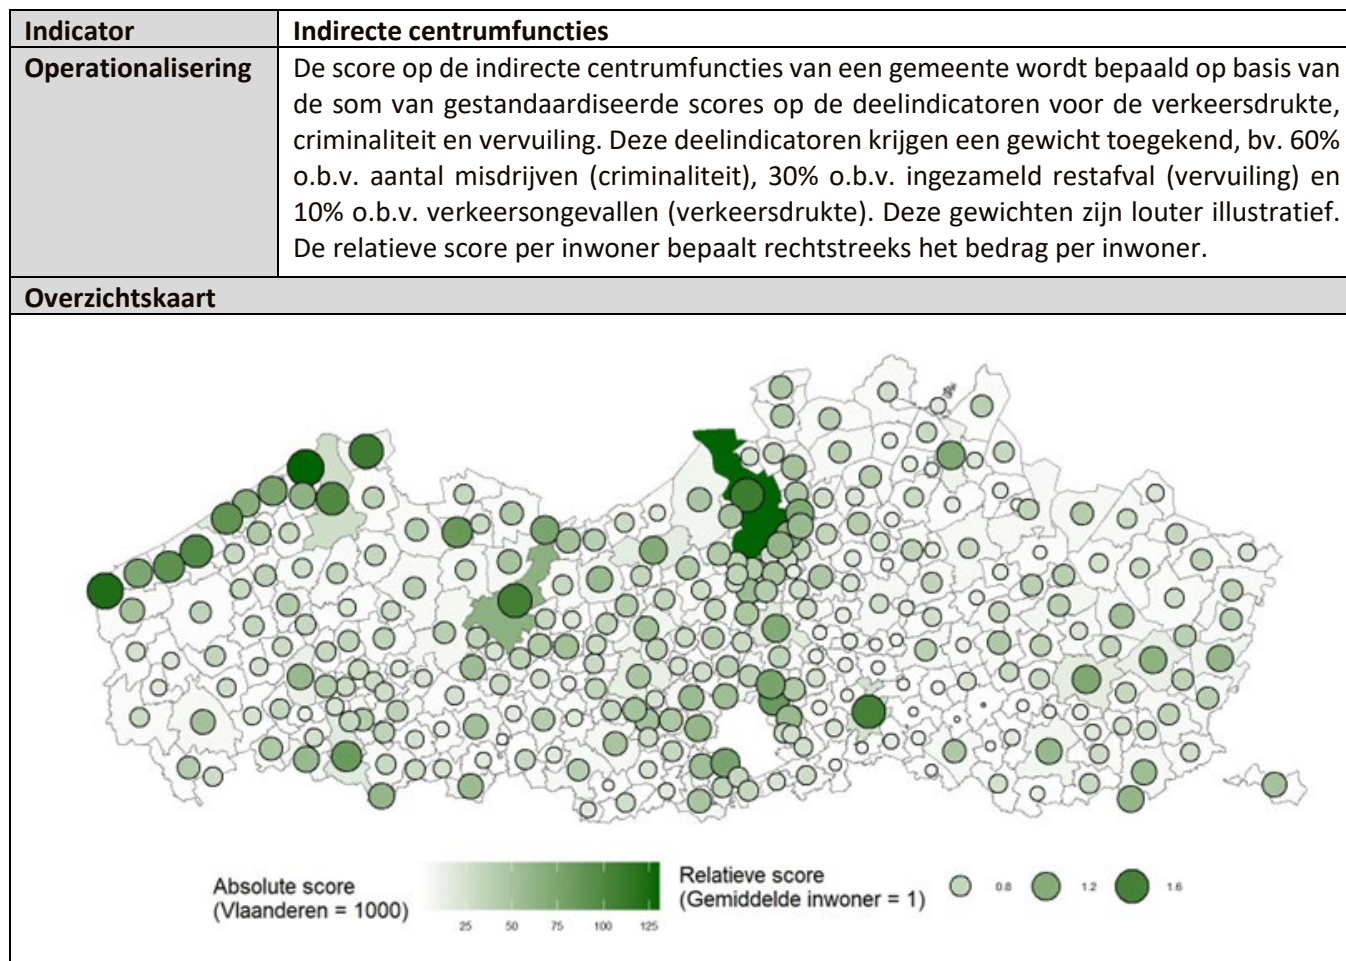 Indicator
Indirecte centrumfuncties
Operationalisering
De score op de indirecte centrumfuncties van een gemeente wordt bepaald op basis van
de som van gestandaardiseerde scores op de deelindicatoren voor de verkeersdrukte,
criminaliteit en vervuiling. Deze deelindicatoren krijgen een gewicht toegekend, bv. 60%
o.b.v. aantal misdrijven (criminaliteit), 30% o.b.v. ingezameld restafval (vervuiling) en
10% o.b.v. verkeersongevallen (verkeersdrukte). Deze gewichten zijn louter illustratief.
De relatieve score per inwoner bepaalt rechtstreeks het bedrag per inwoner.
Overzichtskaart
Absolute score
(Vlaanderen = 1000)
25 50 75 100 125
Relatieve score
(Gemiddelde inwoner = 1)
0.8 1.2 1.6